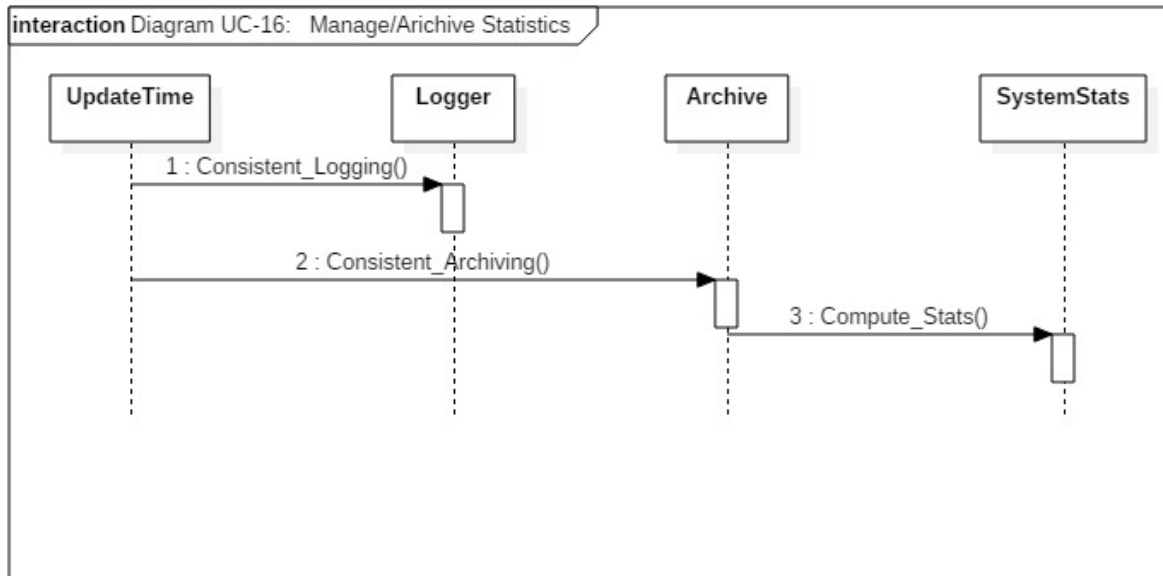 interaction Diagram UC-16: Manage/Arichive Statistics
UpdateTime
Logger
Archive
SystemStats
1 : Consistent_Logging()
2 : Consistent_Archiving()
3 : Compute_Stats()